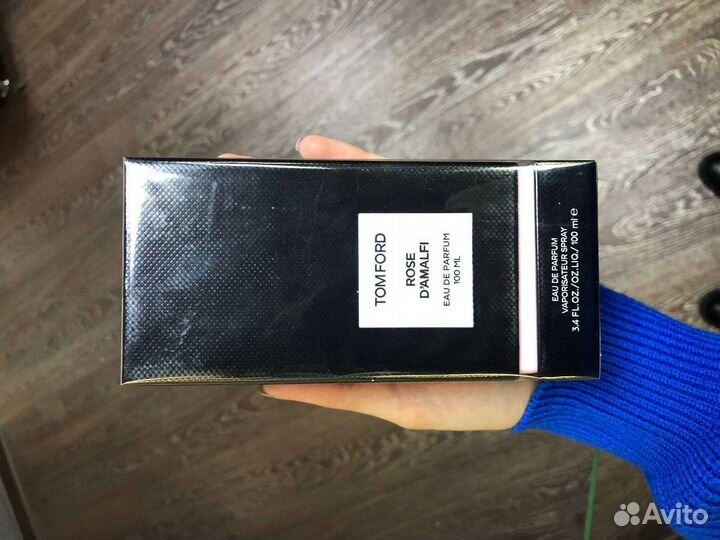 TOM FORD
ROSE
D'AMALFI
EAU DE PARFUM
100 ML
EAU DE PARFUM
VAPORISATEUR SPRAY
3.4 FL.OZ./OZ.LIQ./ 100 ml ℮
Avito